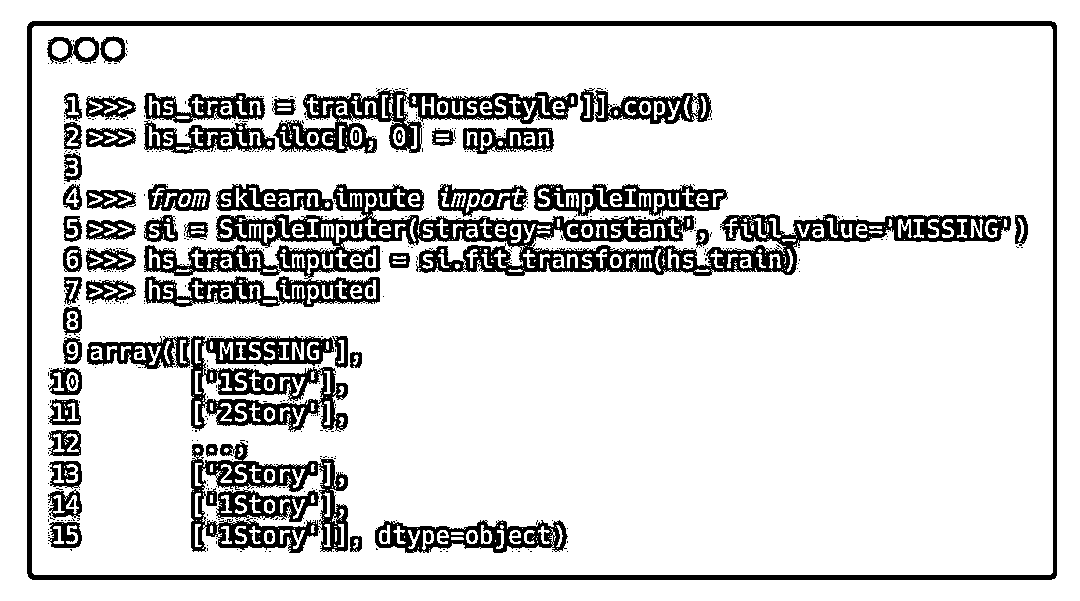 1 >>> hs_train = train[['HouseStyle']].copy()
2 >>> hs_train.iloc[0, 0] = np.nan
3
4 >>> from sklearn.impute import SimpleImputer
5 >>> si = SimpleImputer(strategy='constant', fill_value='MISSING')
6 >>> hs_train_imputed = si.fit_transform(hs_train)
7 >>> hs_train_imputed
8
9 array([['MISSING'],
10        ['1Story'],
11        ['2Story'],
12        ...,
13        ['2Story'],
14        ['1Story'],
15        ['1Story']], dtype=object)